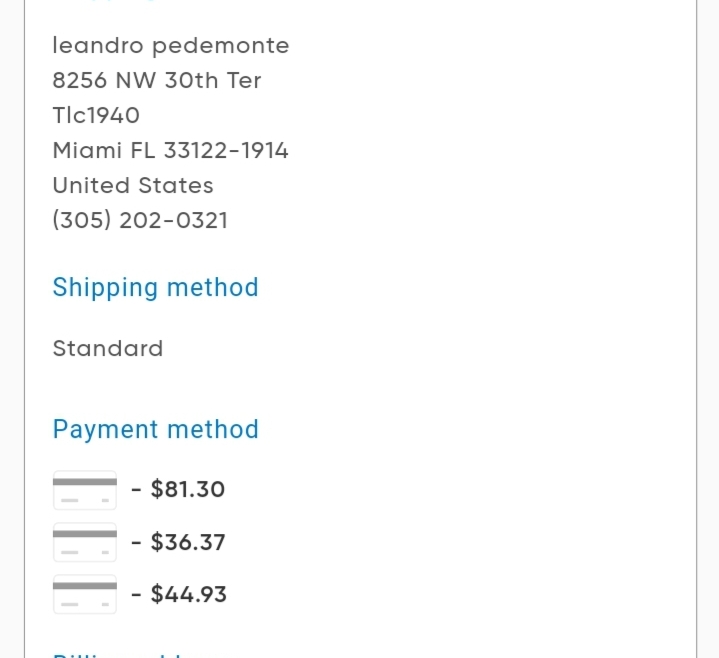 leandro pedemonte
8256 NW 30th Ter
Tlc1940
Miami FL 33122-1914
United States
(305) 202-0321
Shipping method
Standard
Payment method
- $81.30
- $36.37
- $44.93